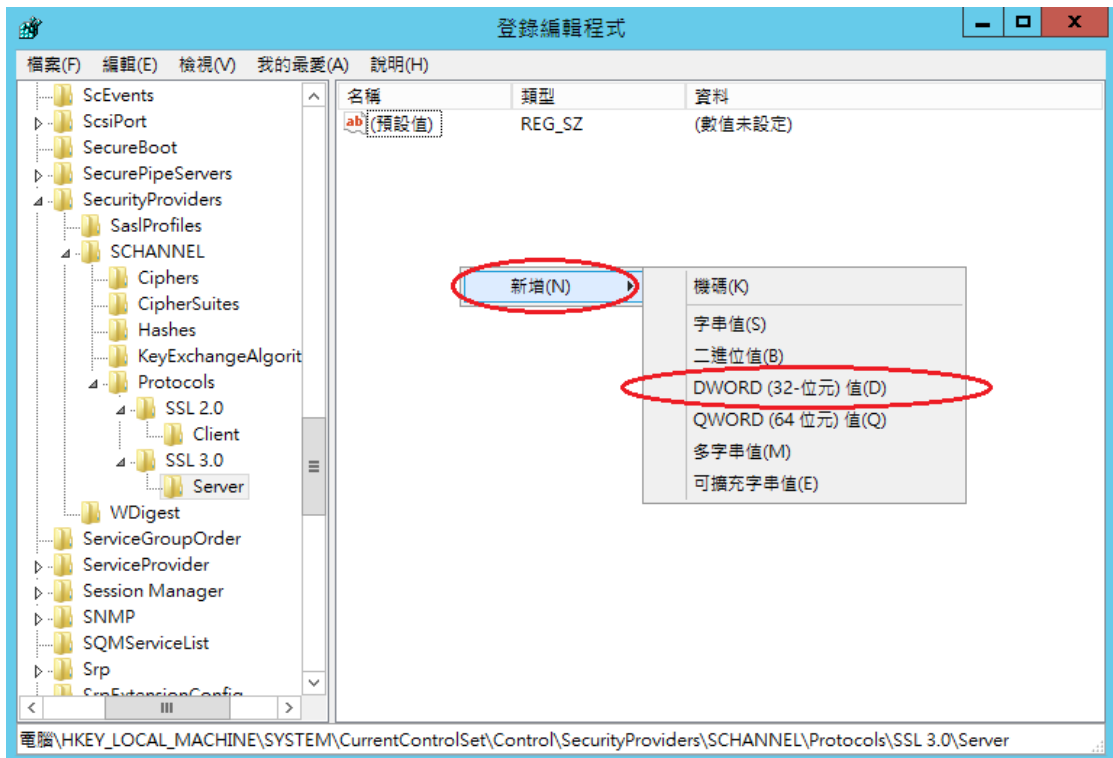 登錄編輯程式
檔案(F) 編輯(E) 檢視(V) 我的最愛(A) 說明(H)
ScEvents
ScsiPort
SecureBoot
SecurePipeServers
SecurityProviders
SaslProfiles
SCHANNEL
Ciphers
CipherSuites
Hashes
KeyExchangeAlgorit
Protocols
SSL 2.0
Client
SSL 3.0
Server
WDigest
ServiceGroupOrder
ServiceProvider
Session Manager
SNMP
SQMServiceList
Srp
SrpExtensionConfig
名稱 類型 資料
ab (預設值) REG_SZ (數值未設定)
新增(N)
機碼(K)
字串值(S)
二進位值(B)
DWORD (32-位元) 值(D)
QWORD (64 位元) 值(Q)
多字串值(M)
可擴充字串值(E)
電腦\HKEY_LOCAL_MACHINE\SYSTEM\CurrentControlSet\Control\SecurityProviders\SCHANNEL\Protocols\SSL 3.0\Server